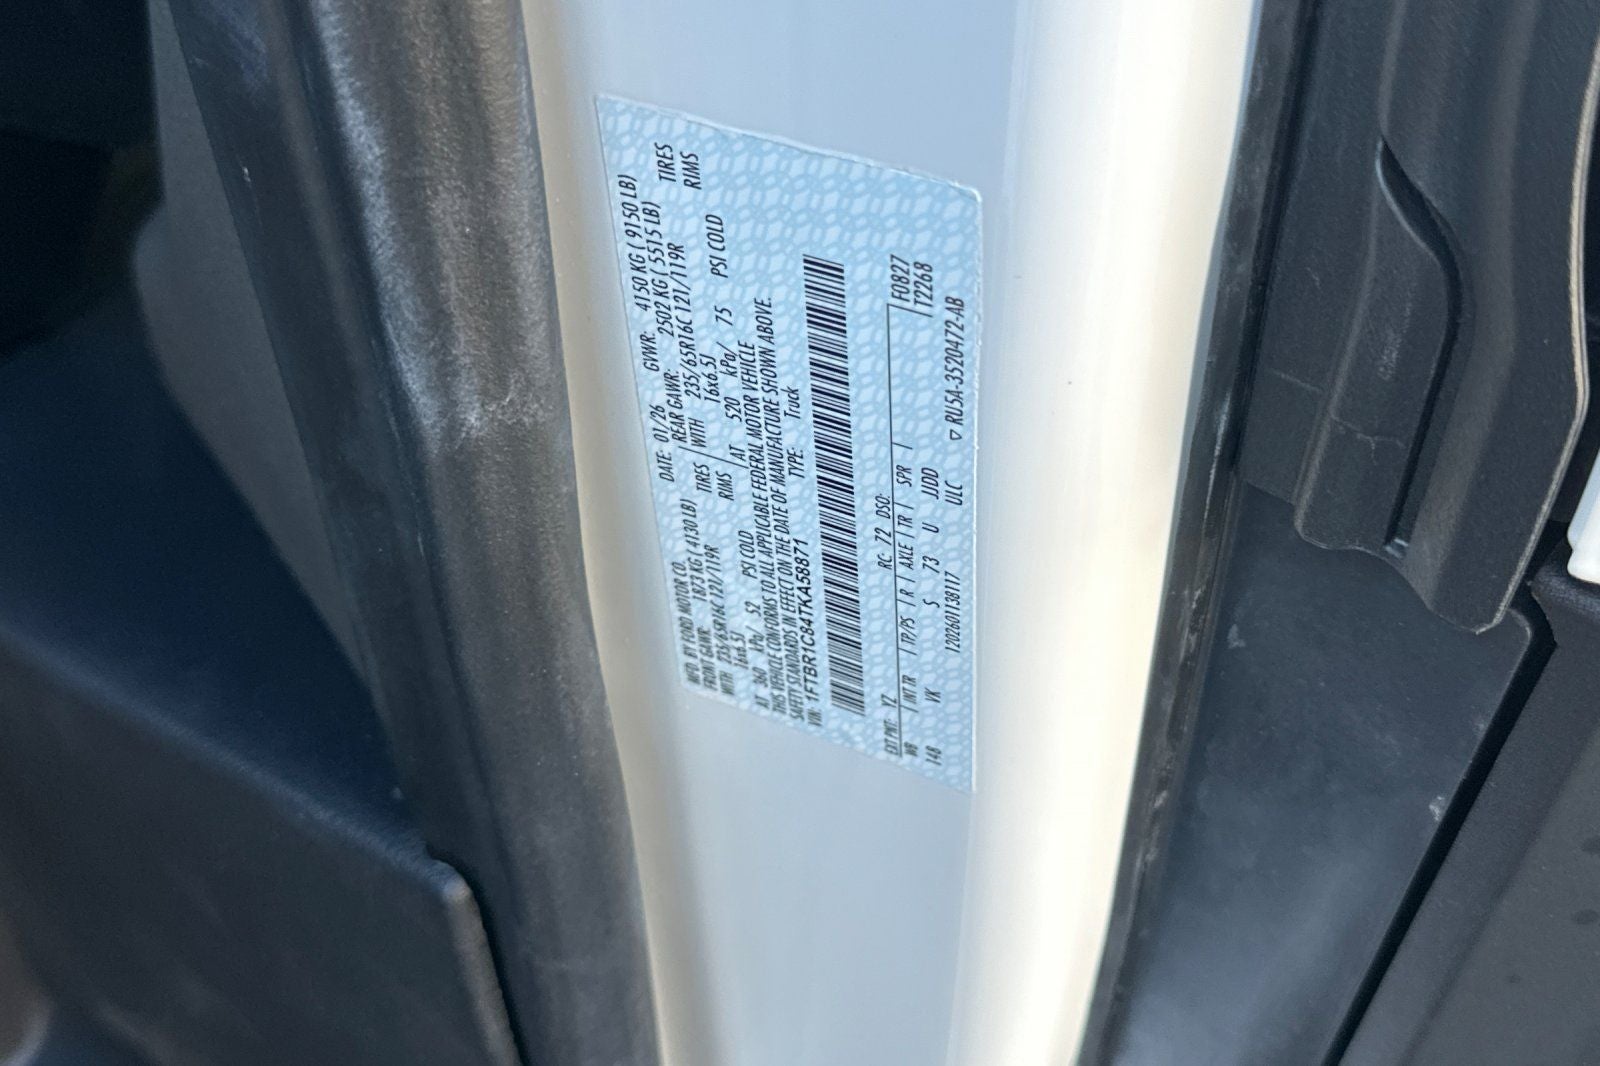 MFD. BY FORD MOTOR CO. DATE: 01/26 GVWR: 4150 KG ( 9150 LB)
FRONT GAWR: 1873 KG ( 4130 LB) REAR GAWR: 2502 KG ( 5515 LB)
WITH 235/65R16C 121/119R TIRES WITH 235/65R16C 121/119R TIRES
16x6.5J RIMS 16x6.5J RIMS
AT 360 kPa/ 52 PSI COLD AT 520 kPa/ 75 PSI COLD
THIS VEHICLE CONFORMS TO ALL APPLICABLE FEDERAL MOTOR VEHICLE
SAFETY STANDARDS IN EFFECT ON THE DATE OF MANUFACTURE SHOWN ABOVE.
VIN: 1FTBR1C84TKA58871 TYPE: Truck
F0827
EXT PNT: YZ RC: 72 DSO: T2268
WB INT TR TP/PS R AXLE TR SPR
148 VK S 73 U JJDD
1202601138117 ULC ▽ RU5A-3520472-AB